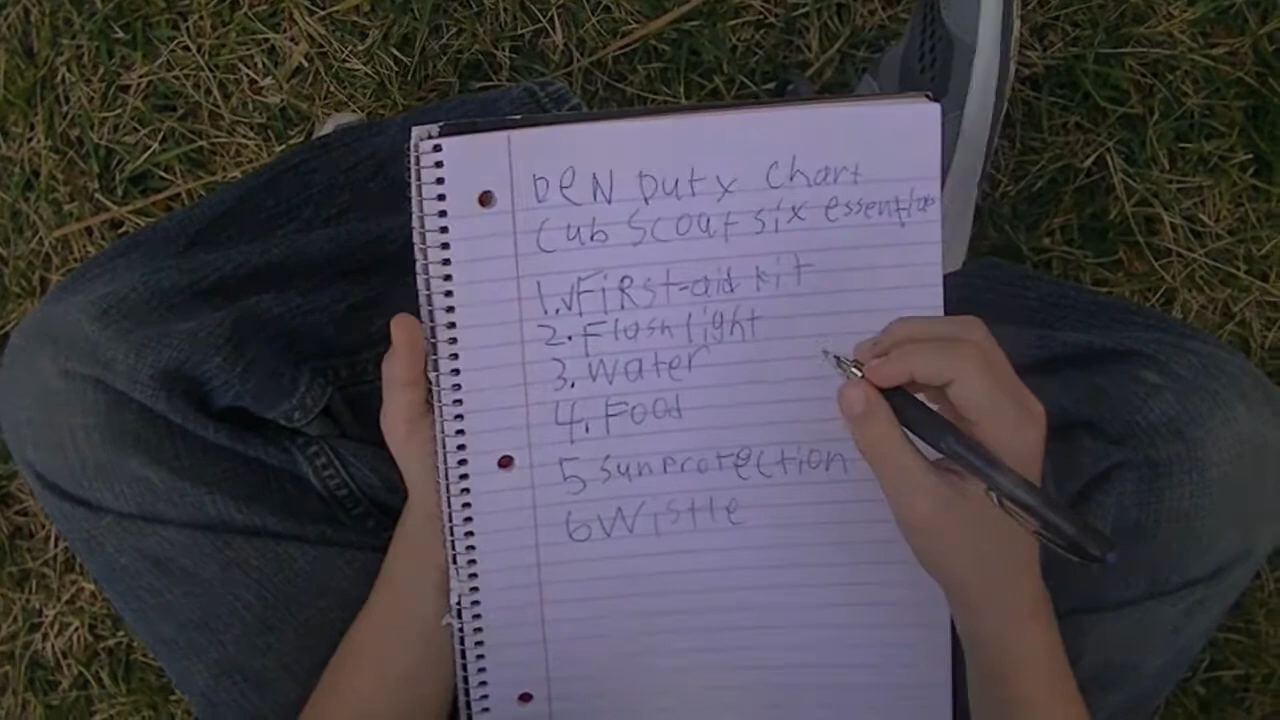 DeN Duty Chart
Cub Scout six essentials
1.√FiRst-aid kit
2. Flashlight
3. Water
4. Food
5 Sunprotection
6 Wistle